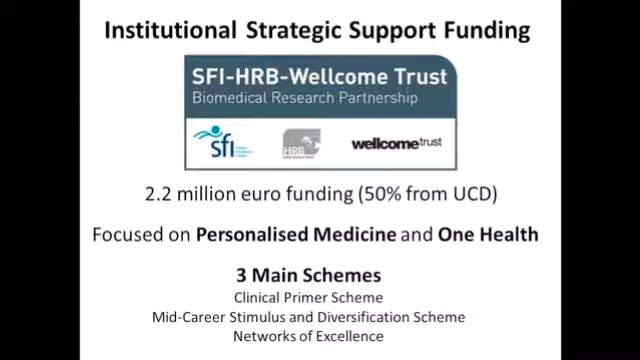 Institutional Strategic Support Funding
SFI-HRB-Wellcome Trust
Biomedical Research Partnership
sfi HRB wellcometrust
2.2 million euro funding (50% from UCD)
Focused on Personalised Medicine and One Health
3 Main Schemes
Clinical Primer Scheme
Mid-Career Stimulus and Diversification Scheme
Networks of Excellence